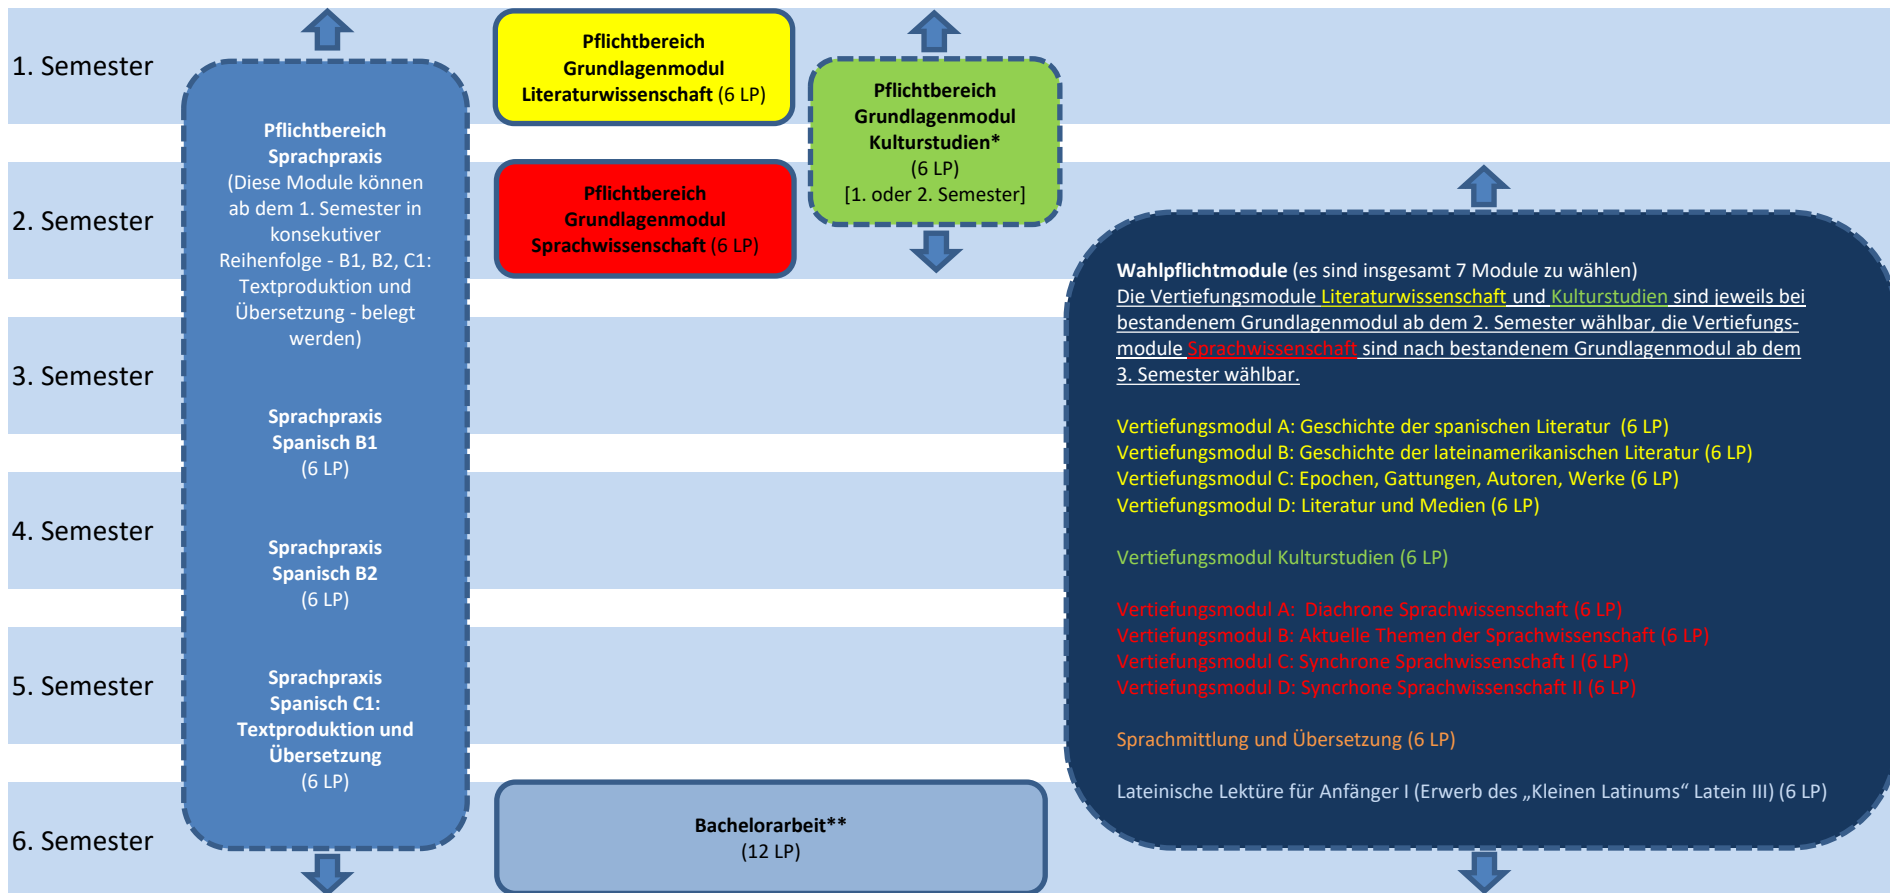 1. Semester
2. Semester
3. Semester
4. Semester
5. Semester
6. Semester
Pflichtbereich
Sprachpraxis
(Diese Module können
ab dem 1. Semester in
konsekutiver
Reihenfolge - B1, B2, C1:
Textproduktion und
Übersetzung - belegt
werden)
Sprachpraxis
Spanisch B1
(6 LP)
Sprachpraxis
Spanisch B2
(6 LP)
Sprachpraxis
Spanisch C1:
Textproduktion und
Übersetzung
(6 LP)
Pflichtbereich
Grundlagenmodul
Literaturwissenschaft (6 LP)
Pflichtbereich
Grundlagenmodul
Sprachwissenschaft (6 LP)
Pflichtbereich
Grundlagenmodul
Kulturstudien*
(6 LP)
[1. oder 2. Semester]
Wahlpflichtmodule (es sind insgesamt 7 Module zu wählen)
Die Vertiefungsmodule Literaturwissenschaft und Kulturstudien sind jeweils bei
bestandenem Grundlagenmodul ab dem 2. Semester wählbar, die Vertiefungs-
module Sprachwissenschaft sind nach bestandenem Grundlagenmodul ab dem
3. Semester wählbar.
Vertiefungsmodul A: Geschichte der spanischen Literatur (6 LP)
Vertiefungsmodul B: Geschichte der lateinamerikanischen Literatur (6 LP)
Vertiefungsmodul C: Epochen, Gattungen, Autoren, Werke (6 LP)
Vertiefungsmodul D: Literatur und Medien (6 LP)
Vertiefungsmodul Kulturstudien (6 LP)
Vertiefungsmodul A: Diachrone Sprachwissenschaft (6 LP)
Vertiefungsmodul B: Aktuelle Themen der Sprachwissenschaft (6 LP)
Vertiefungsmodul C: Synchrone Sprachwissenschaft I (6 LP)
Vertiefungsmodul D: Syncrhone Sprachwissenschaft II (6 LP)
Sprachmittlung und Übersetzung (6 LP)
Lateinische Lektüre für Anfänger I (Erwerb des „Kleinen Latinums“ Latein III) (6 LP)
Bachelorarbeit**
(12 LP)